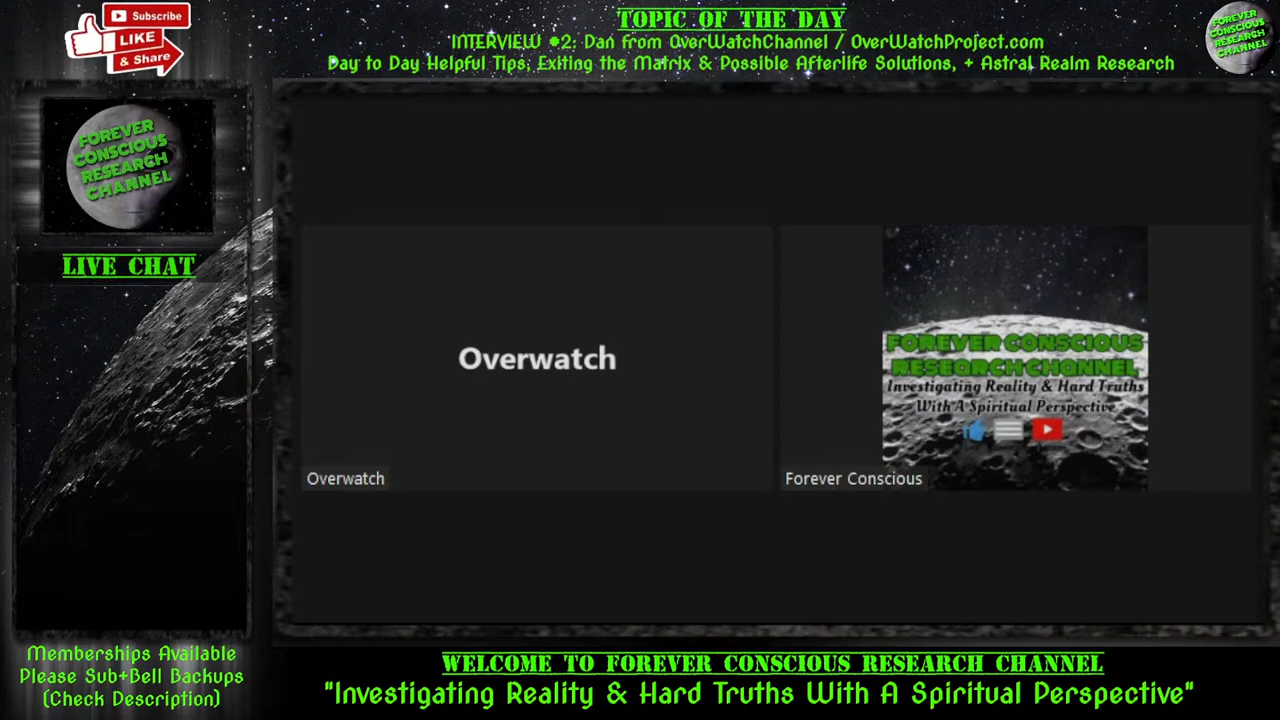 Subscribe
LIKE
& Share
TOPIC OF THE DAY
INTERVIEW #2: Dan from OverWatchChannel / OverWatchProject.com
Day to Day Helpful Tips; Exiting the Matrix & Possible Afterlife Solutions, + Astral Realm Research
FOREVER
CONSCIOUS
RESEARCH
CHANNEL
FOREVER
CONSCIOUS
RESEARCH
CHANNEL
LIVE CHAT
Overwatch
Overwatch
FOREVER CONSCIOUS
RESEARCH CHANNEL
Investigating Reality & Hard Truths
With A Spiritual Perspective
Forever Conscious
Memberships Available
Please Sub+Bell Backups
(Check Description)
WELCOME TO FOREVER CONSCIOUS RESEARCH CHANNEL
"Investigating Reality & Hard Truths With A Spiritual Perspective"